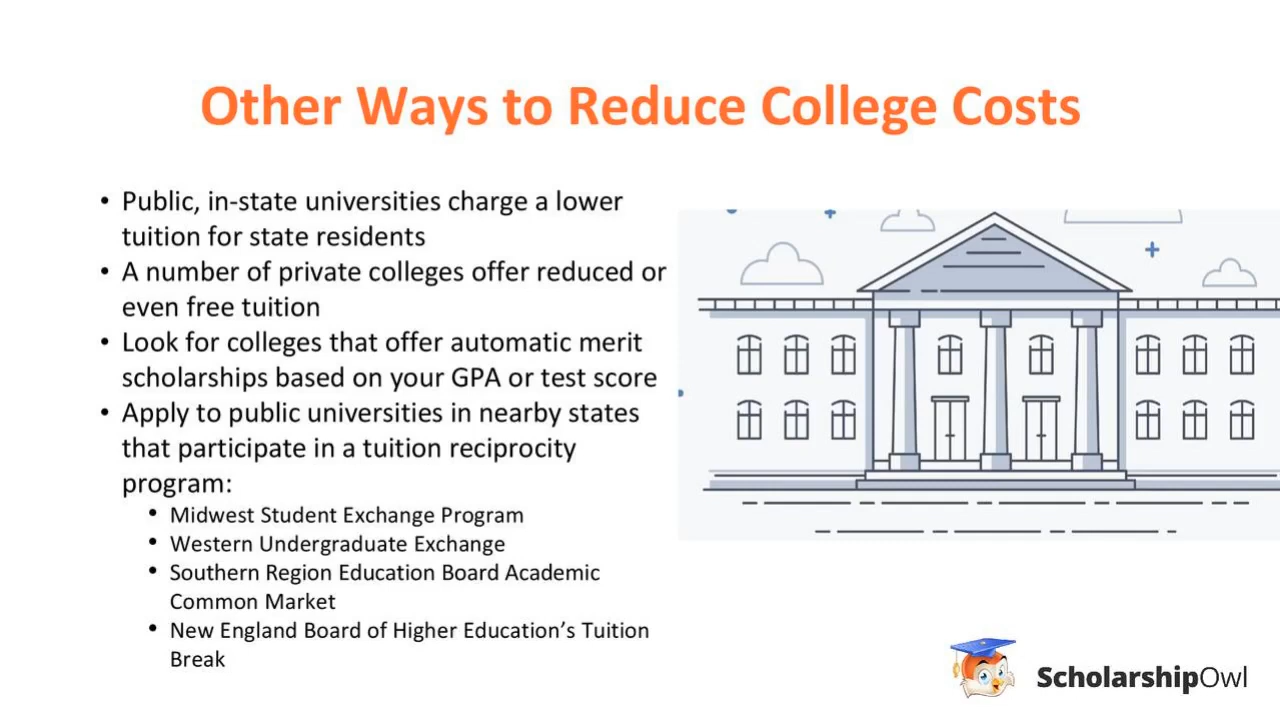 Other Ways to Reduce College Costs
• Public, in-state universities charge a lower
tuition for state residents
• A number of private colleges offer reduced or
even free tuition
• Look for colleges that offer automatic merit
scholarships based on your GPA or test score
• Apply to public universities in nearby states
that participate in a tuition reciprocity
program:
• Midwest Student Exchange Program
• Western Undergraduate Exchange
• Southern Region Education Board Academic
Common Market
• New England Board of Higher Education’s Tuition
Break
ScholarshipOwl